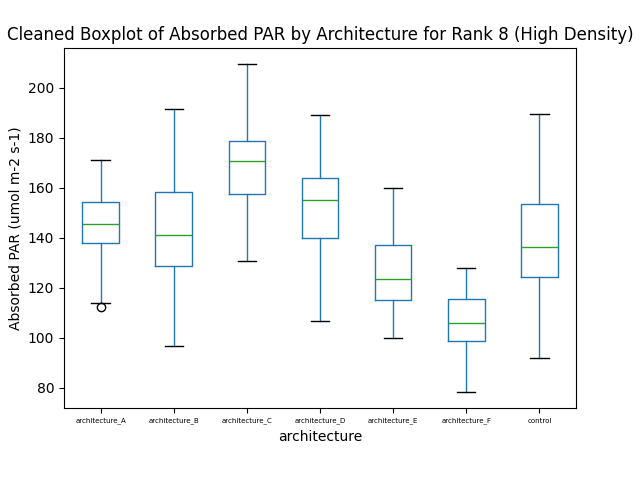 Cleaned Boxplot of Absorbed PAR by Architecture for Rank 8 (High Density)
Absorbed PAR (umol m-2 s-1)
200
180
160
140
120
100
80
architecture_A architecture_B architecture_C architecture_D architecture_E architecture_F control
architecture